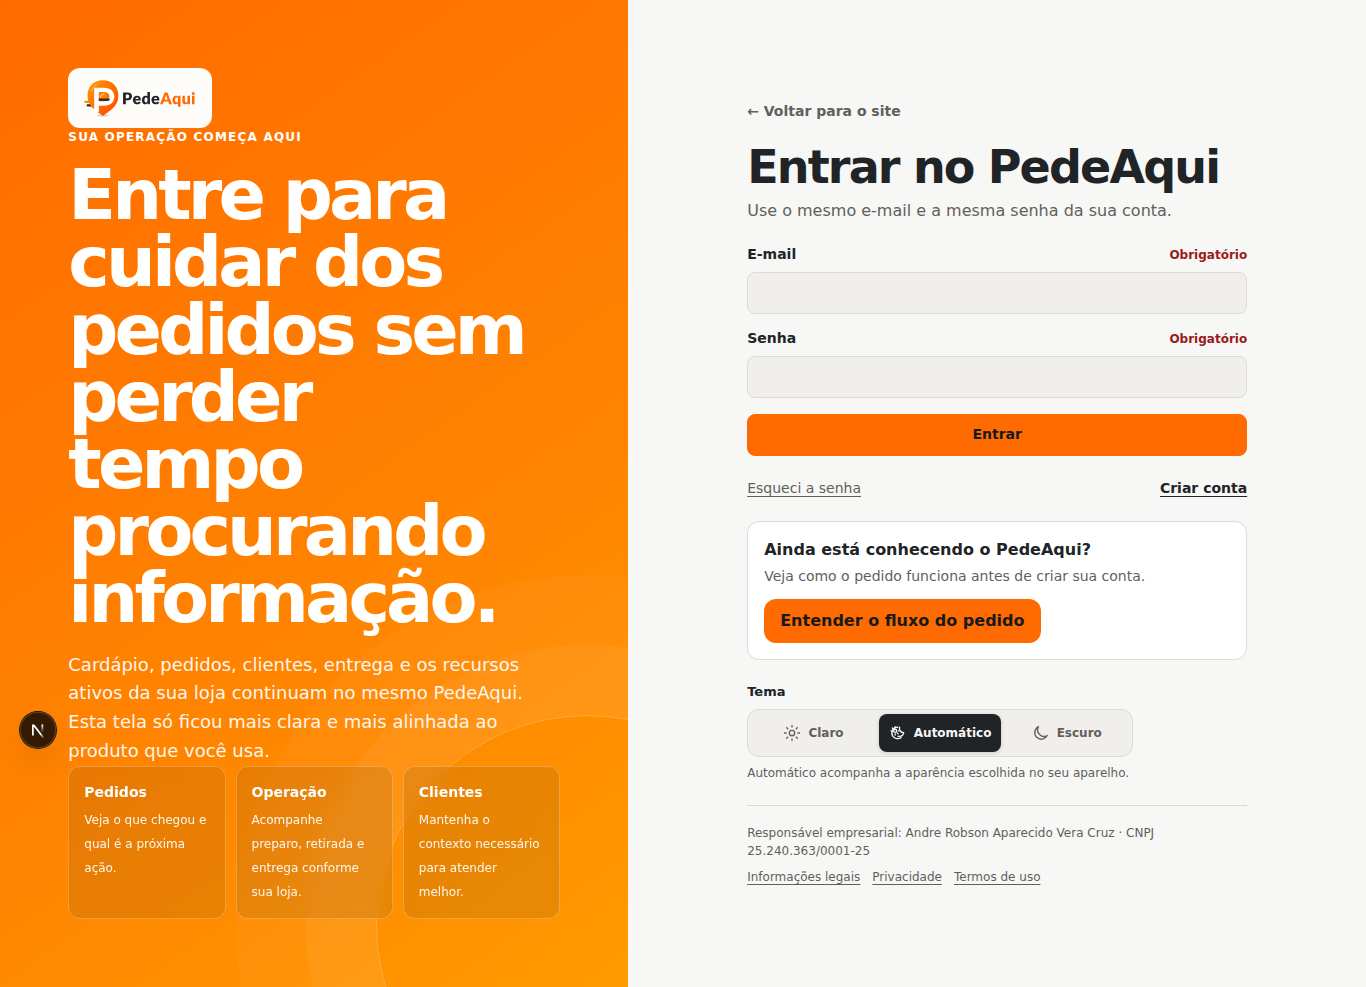 PedeAqui
SUA OPERAÇÃO COMEÇA AQUI
Entre para
cuidar dos
pedidos sem
perder
tempo
procurando
informação.
Cardápio, pedidos, clientes, entrega e os recursos
ativos da sua loja continuam no mesmo PedeAqui.
Esta tela só ficou mais clara e mais alinhada ao
produto que você usa.
Pedidos
Veja o que chegou e
qual é a próxima
ação.
Operação
Acompanhe
preparo, retirada e
entrega conforme
sua loja.
Clientes
Mantenha o
contexto necessário
para atender
melhor.
← Voltar para o site
Entrar no PedeAqui
Use o mesmo e-mail e a mesma senha da sua conta.
E-mail Obrigatório
Senha Obrigatório
Entrar
Esqueci a senha Criar conta
Ainda está conhecendo o PedeAqui?
Veja como o pedido funciona antes de criar sua conta.
Entender o fluxo do pedido
Tema
Claro Automático Escuro
Automático acompanha a aparência escolhida no seu aparelho.
Responsável empresarial: Andre Robson Aparecido Vera Cruz · CNPJ
25.240.363/0001-25
Informações legais Privacidade Termos de uso